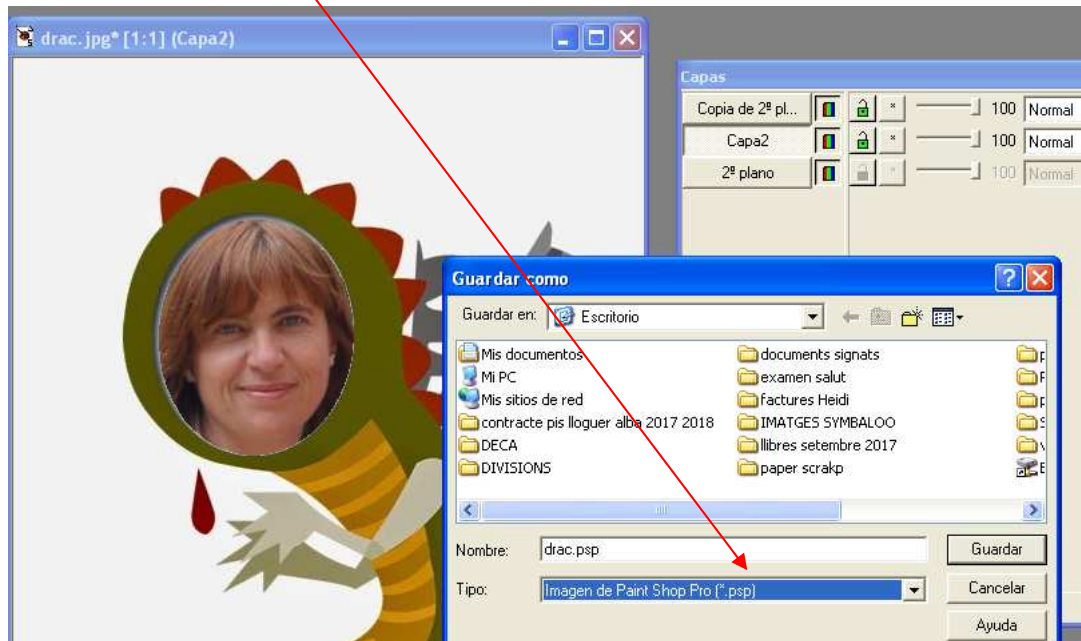 drac.jpg* [1:1] (Capa2)
Capas
Copia de 2ª pl... 100 Normal
Capa2 100 Normal
2ª plano 100 Normal
Guardar como
Guardar en: Escritorio
Mis documentos documents signats
Mi PC examen salut
Mis sitios de red factures Heidi
contracte pis lloguer alba 2017 2018 IMATGES SYMBALOO
DECA llibres setembre 2017
DIVISIONS paper scrakp
Nombre: drac.psp Guardar
Tipo: Imagen de Paint Shop Pro (*.psp) Cancelar
Ayuda